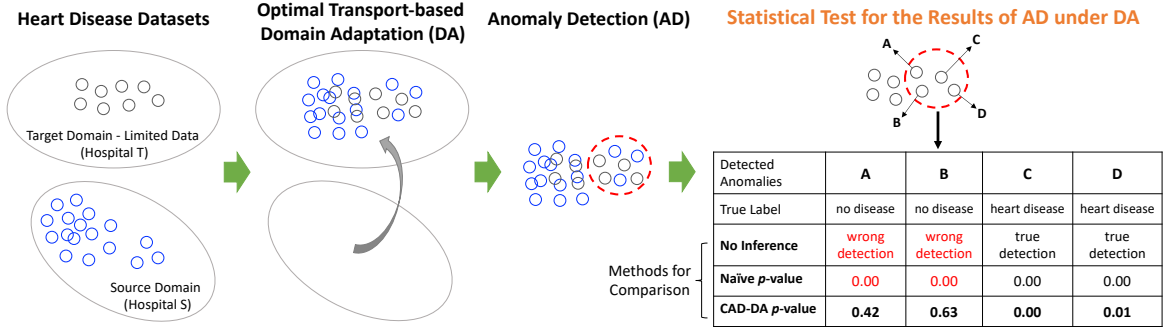 Heart Disease Datasets
Target Domain - Limited Data
(Hospital T)
Source Domain
(Hospital S)
Optimal Transport-based
Domain Adaptation (DA)
Anomaly Detection (AD)
Statistical Test for the Results of AD under DA
A
C
B
D
Detected
Anomalies
A
B
C
D
True Label
no disease
no disease
heart disease
heart disease
Methods for
Comparison
No Inference
wrong
detection
wrong
detection
true
detection
true
detection
Naïve p-value
0.00
0.00
0.00
0.00
CAD-DA p-value
0.42
0.63
0.00
0.01